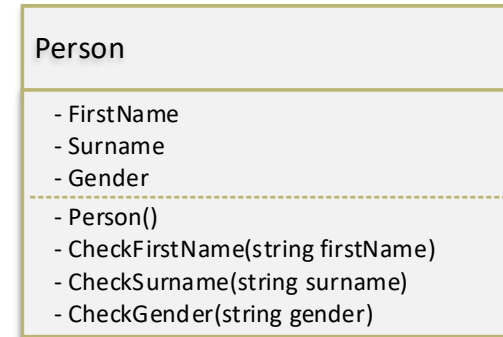 Person
- FirstName
- Surname
- Gender
- Person()
- CheckFirstName(string firstName)
- CheckSurname(string surname)
- CheckGender(string gender)